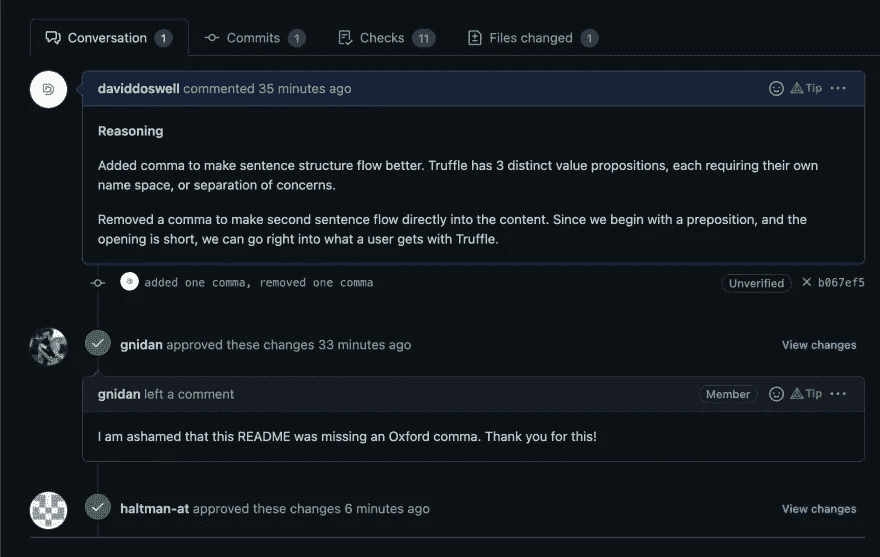 Conversation 1 Commits 1 Checks 11 Files changed 1
daviddoswell commented 35 minutes ago Tip ...
Reasoning
Added comma to make sentence structure flow better. Truffle has 3 distinct value propositions, each requiring their own
name space, or separation of concerns.
Removed a comma to make second sentence flow directly into the content. Since we begin with a preposition, and the
opening is short, we can go right into what a user gets with Truffle.
added one comma, removed one comma Unverified b067ef5
gnidan approved these changes 33 minutes ago View changes
gnidan left a comment Member Tip ...
I am ashamed that this README was missing an Oxford comma. Thank you for this!
haltman-at approved these changes 6 minutes ago View changes